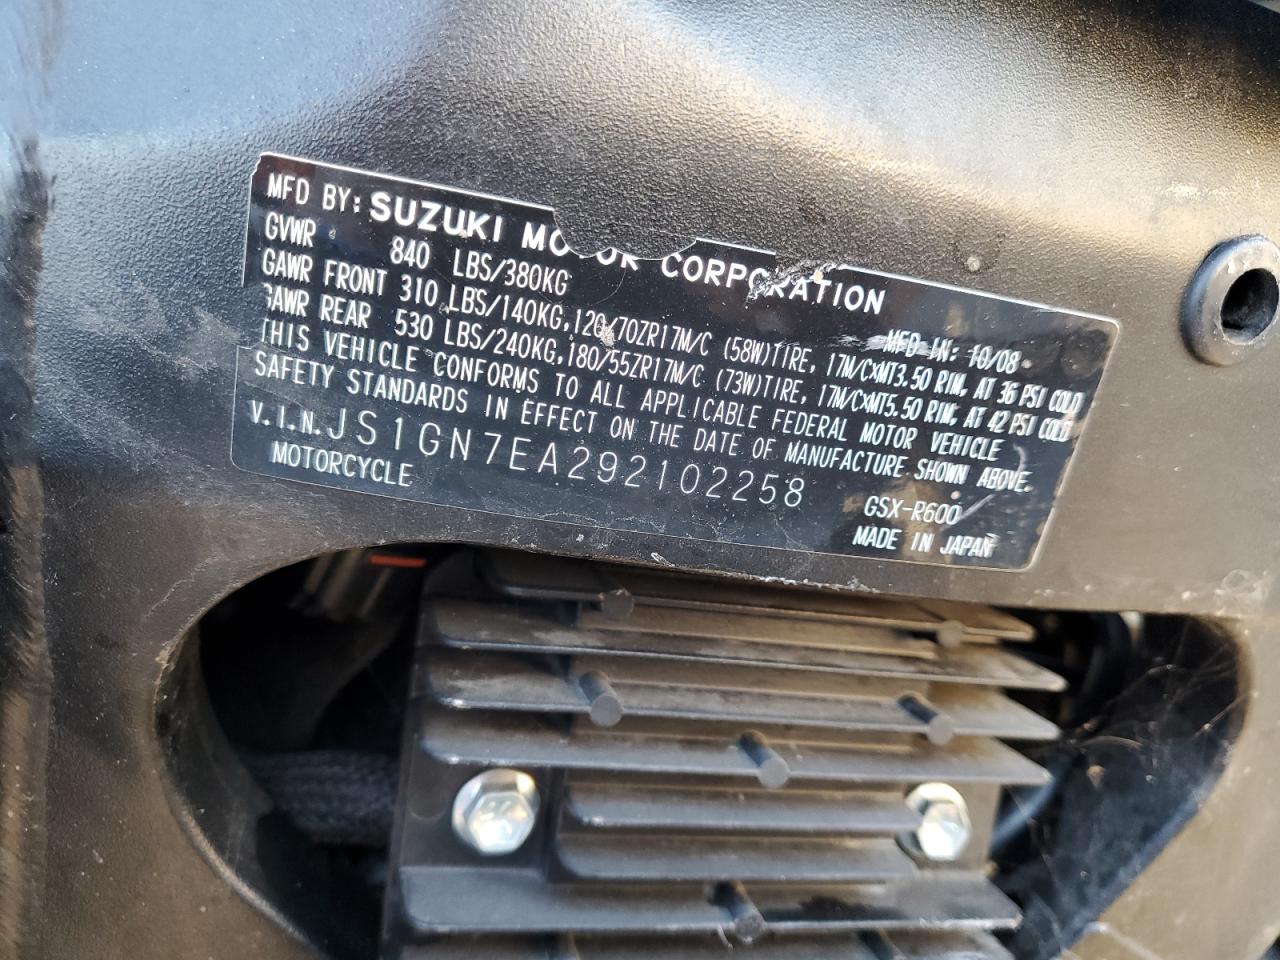 MFD BY: SUZUKI MOTOR CORPORATION
MFD IN: 10/08
GVWR 840 LBS/380KG
GAWR FRONT 310 LBS/140KG, 120/70ZR17M/C (58W)TIRE, 17M/C×MT3.50 RIM, AT 36 PSI COLD
GAWR REAR 530 LBS/240KG, 180/55ZR17M/C (73W)TIRE, 17M/C×MT5.50 RIM, AT 42 PSI COLD
THIS VEHICLE CONFORMS TO ALL APPLICABLE FEDERAL MOTOR VEHICLE
SAFETY STANDARDS IN EFFECT ON THE DATE OF MANUFACTURE SHOWN ABOVE.
V.I.N. JS1GN7EA292102258
GSX-R600
MOTORCYCLE
MADE IN JAPAN